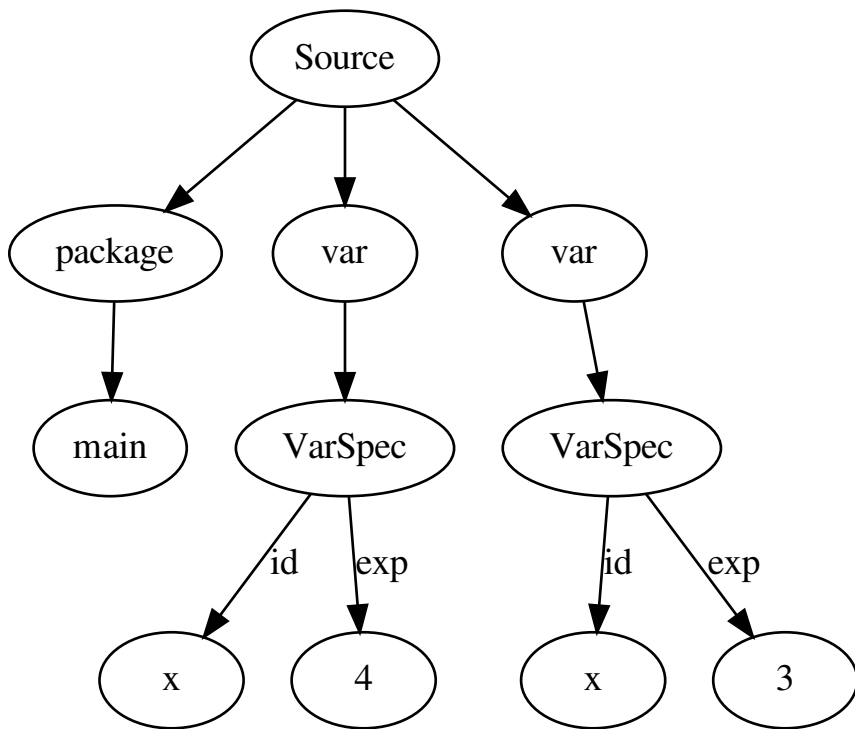 Source
package
var
var
main
VarSpec
VarSpec
id
exp
id
exp
x
4
x
3